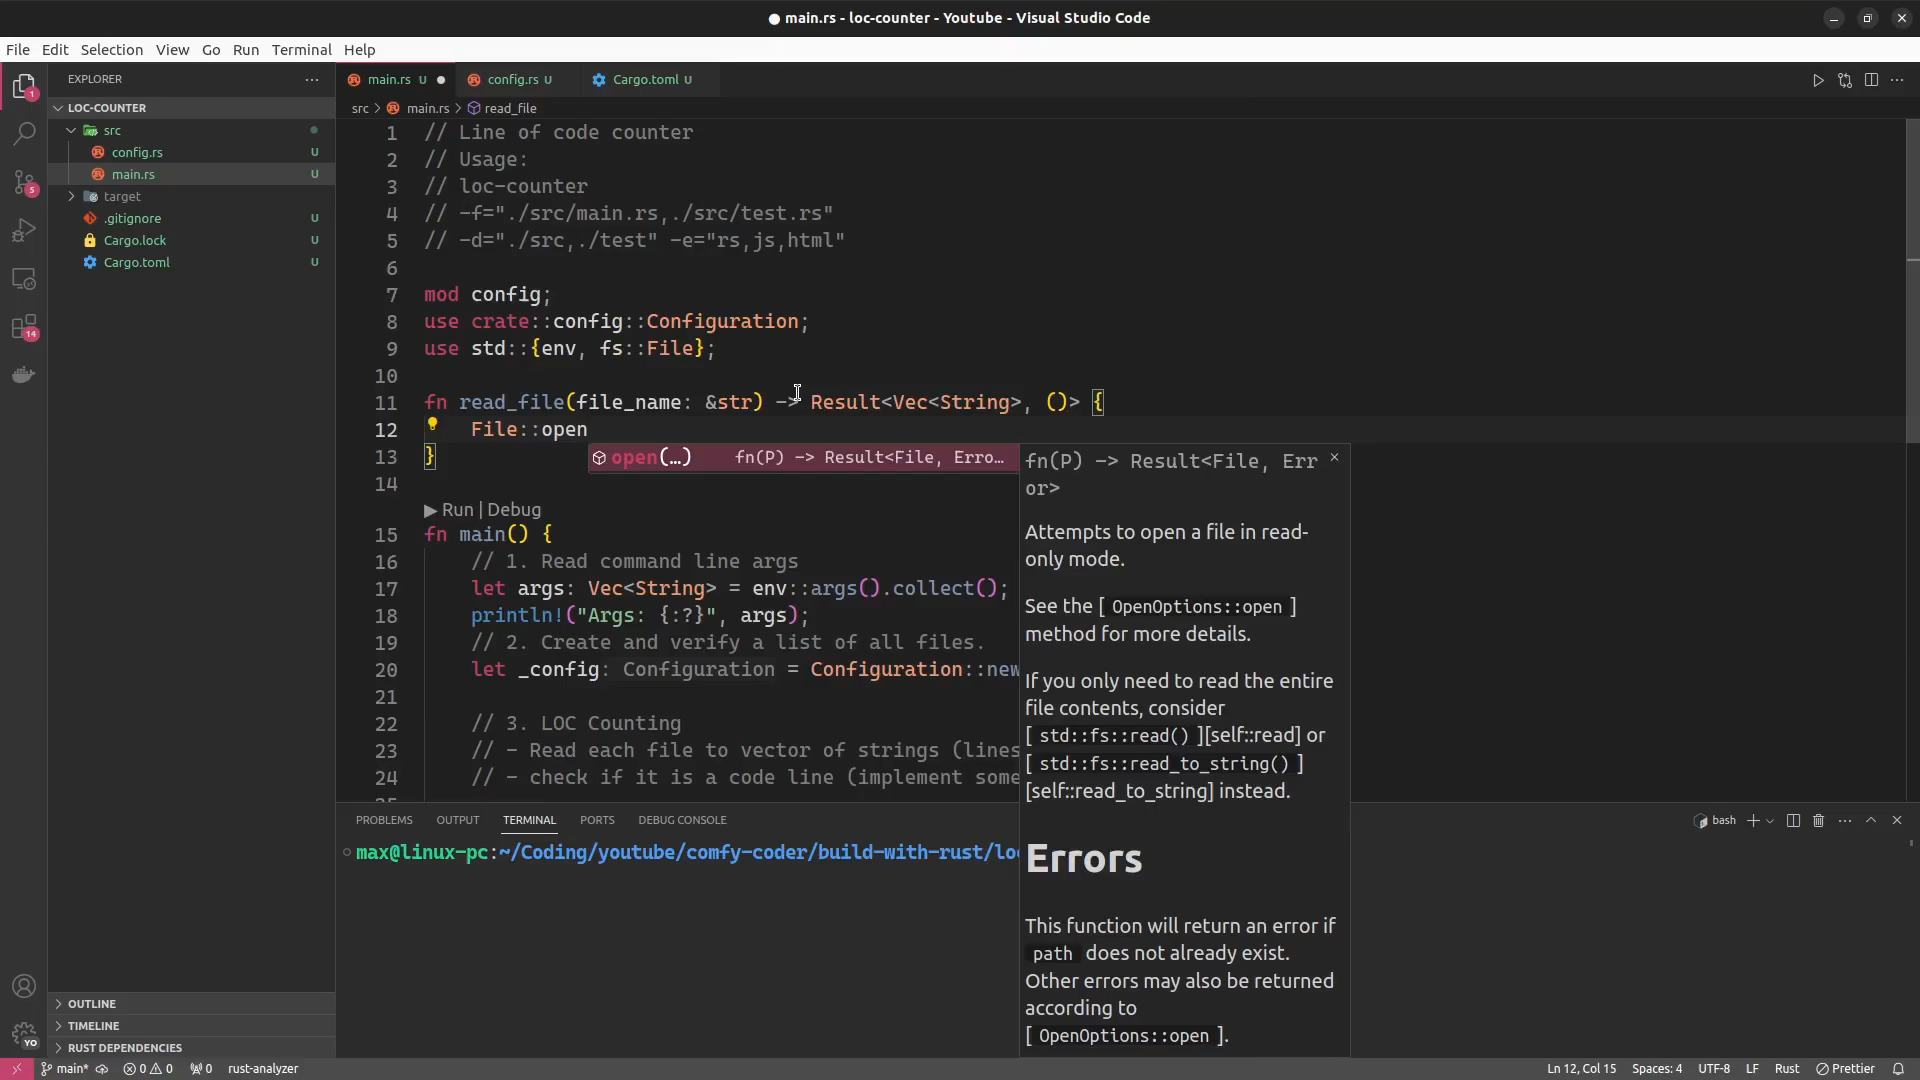 main.rs - loc-counter - Youtube - Visual Studio Code
File Edit Selection View Go Run Terminal Help
EXPLORER
main.rs U
config.rs U
Cargo.toml U
LOC-COUNTER
src > main.rs > read_file
src
config.rs U
main.rs U
target
.gitignore U
Cargo.lock U
Cargo.toml U
1 // Line of code counter
2 // Usage:
3 // loc-counter
4 // -f="./src/main.rs,./src/test.rs"
5 // -d="./src,./test" -e="rs,js,html"
6
7 mod config;
8 use crate::config::Configuration;
9 use std::{env, fs::File};
10
11 fn read_file(file_name: &str) -> Result<Vec<String>, ()> {
12 File::open
13 }
14
open(…) fn(P) -> Result<File, Erro…
▶ Run | Debug
15 fn main() {
16 // 1. Read command line args
17 let args: Vec<String> = env::args().collect();
18 println!("Args: {:?}", args);
19 // 2. Create and verify a list of all files.
20 let _config: Configuration = Configuration::new
21
22 // 3. LOC Counting
23 // - Read each file to vector of strings (lines
24 // - check if it is a code line (implement some
fn(P) -> Result<File, Err
or>
Attempts to open a file in read-
only mode.
See the [ OpenOptions::open ]
method for more details.
If you only need to read the entire
file contents, consider
[ std::fs::read() ][self::read] or
[ std::fs::read_to_string() ]
[self::read_to_string] instead.
Errors
This function will return an error if
path does not already exist.
Other errors may also be returned
according to
[ OpenOptions::open ].
PROBLEMS OUTPUT TERMINAL PORTS DEBUG CONSOLE
bash
max@linux-pc:~/Coding/youtube/comfy-coder/build-with-rust/lo
OUTLINE
TIMELINE
RUST DEPENDENCIES
1
5
14
YO
main* 0 0 0 rust-analyzer
Ln 12, Col 15 Spaces: 4 UTF-8 LF Rust Prettier